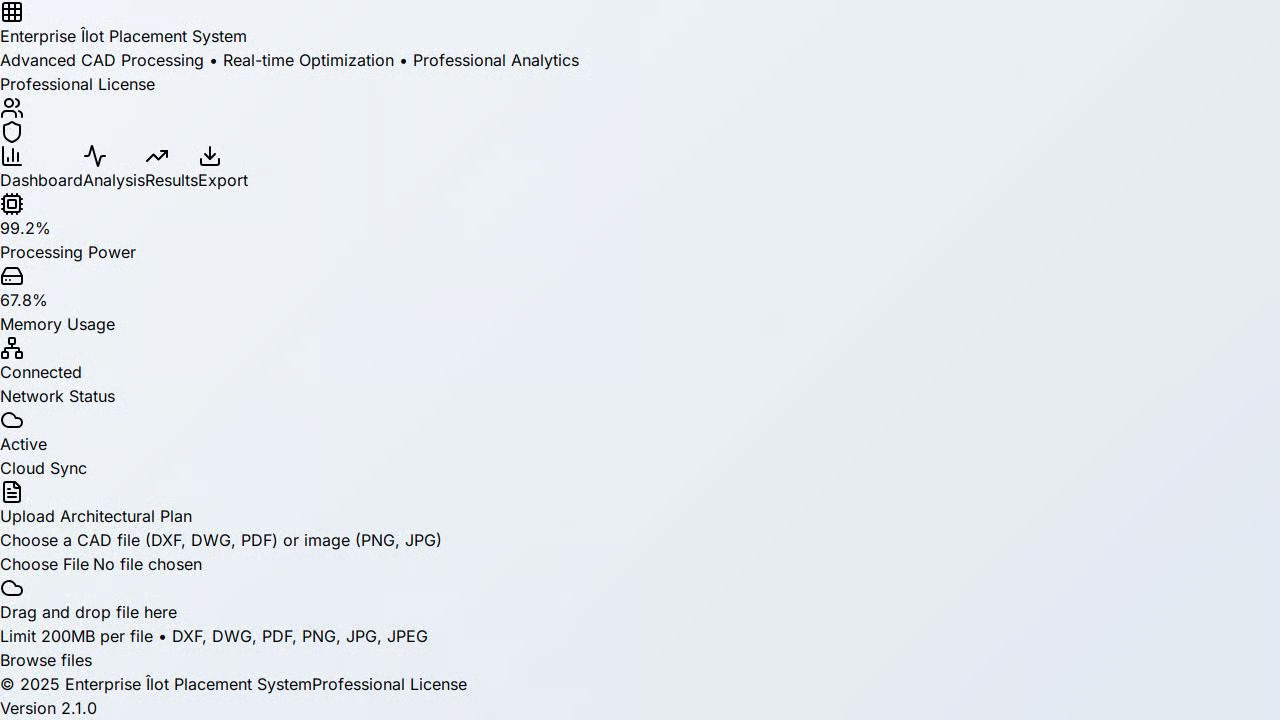 Enterprise Îlot Placement System
Advanced CAD Processing • Real-time Optimization • Professional Analytics
Professional License
DashboardAnalysisResultsExport
99.2%
Processing Power
67.8%
Memory Usage
Connected
Network Status
Active
Cloud Sync
Upload Architectural Plan
Choose a CAD file (DXF, DWG, PDF) or image (PNG, JPG)
Choose File No file chosen
Drag and drop file here
Limit 200MB per file • DXF, DWG, PDF, PNG, JPG, JPEG
Browse files
© 2025 Enterprise Îlot Placement SystemProfessional License
Version 2.1.0